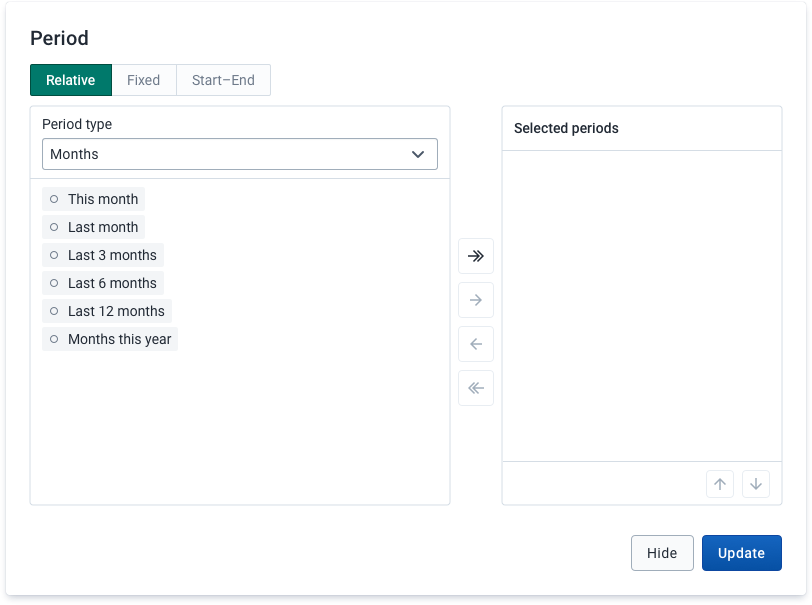 Period
Relative Fixed Start–End
Period type
Months
This month
Last month
Last 3 months
Last 6 months
Last 12 months
Months this year
Selected periods
Hide Update